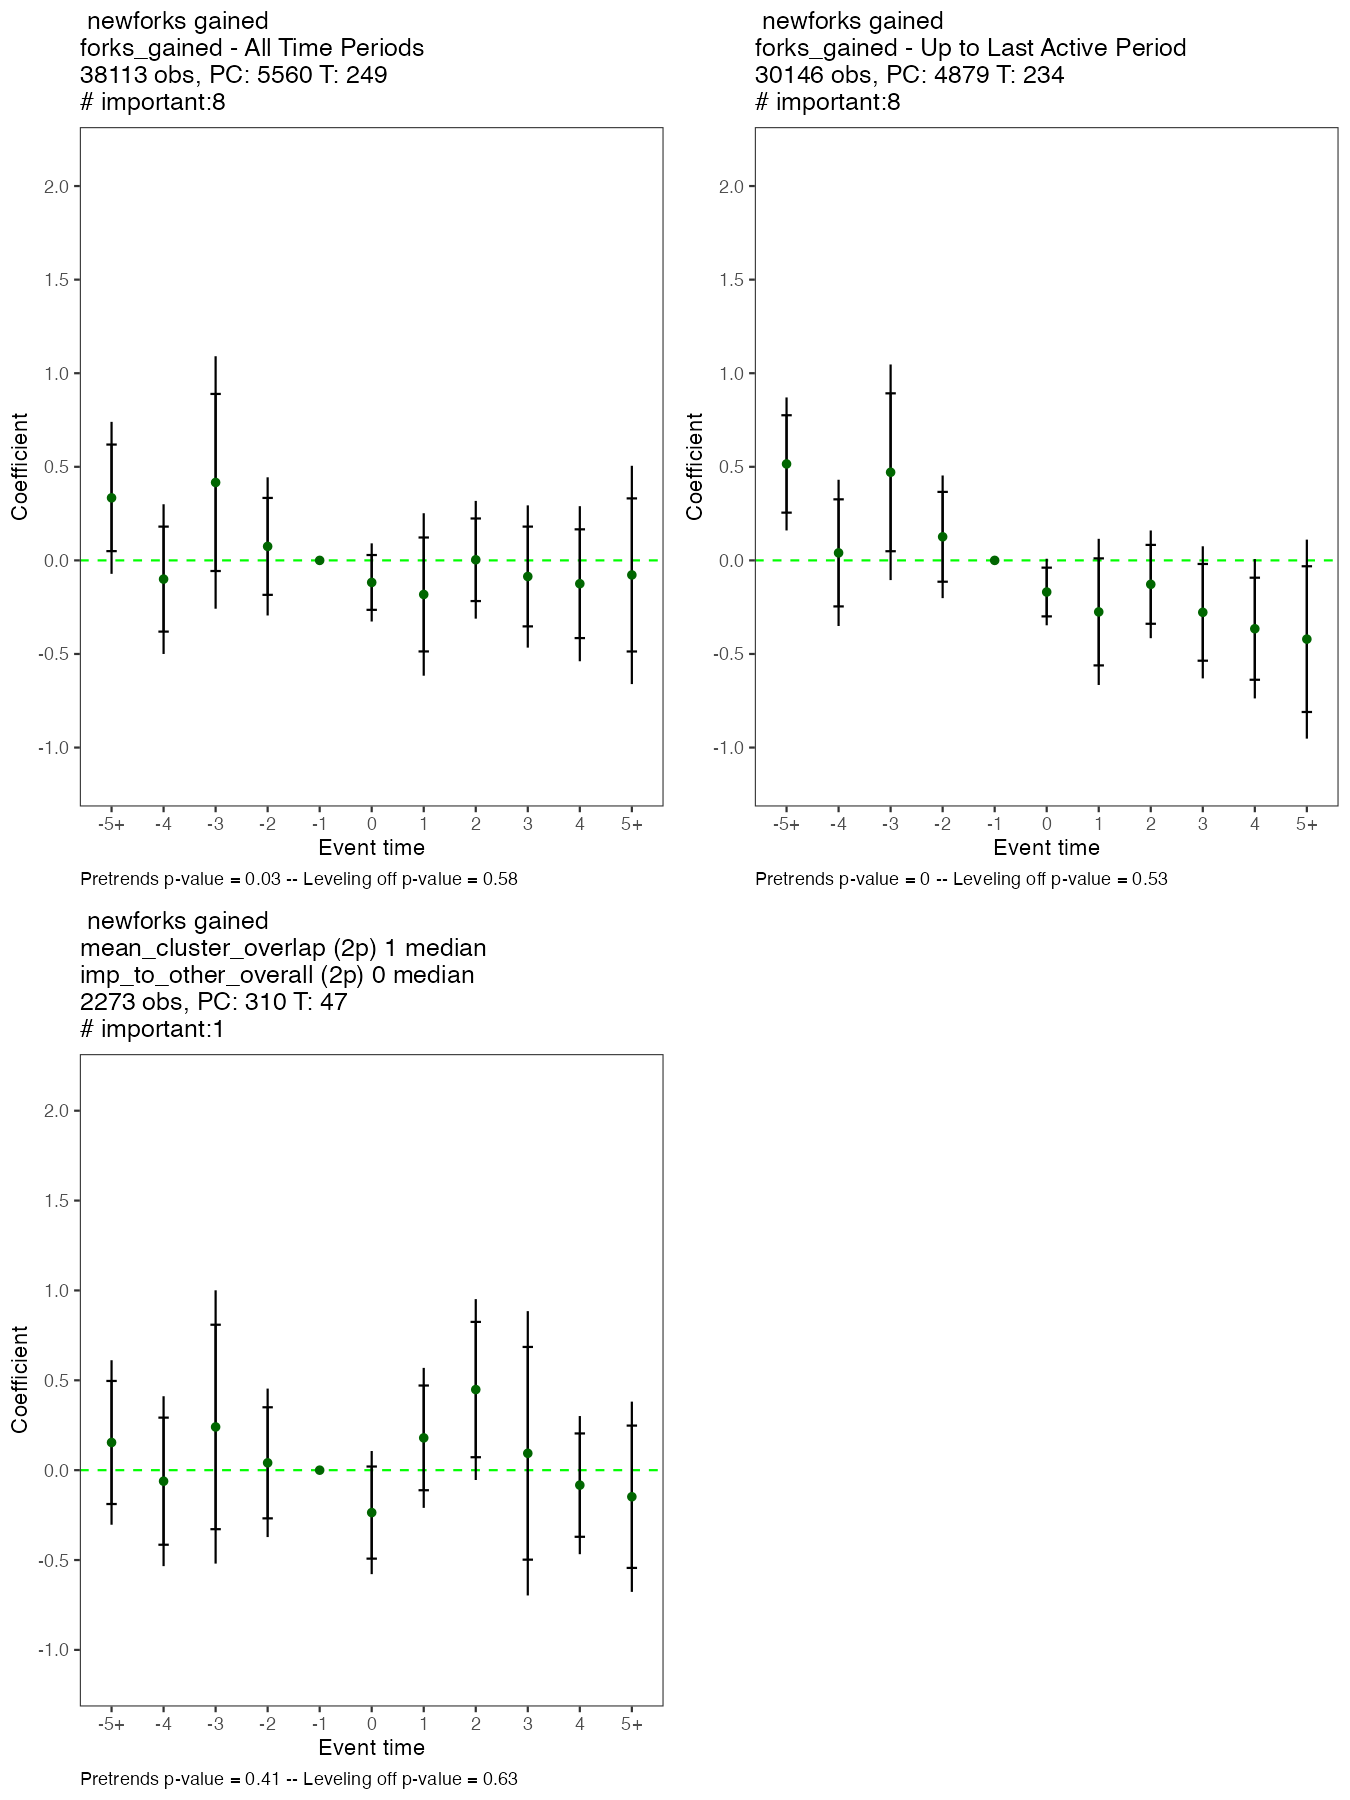 newforks gained
forks_gained - All Time Periods
38113 obs, PC: 5560 T: 249
# important:8
2.0
1.5
1.0
0.5
0.0
-0.5
-1.0
Coefficient
-5+ -4 -3 -2 -1 0 1 2 3 4 5+
Event time
Pretrends p-value = 0.03 -- Leveling off p-value = 0.58
newforks gained
forks_gained - Up to Last Active Period
30146 obs, PC: 4879 T: 234
# important:8
2.0
1.5
1.0
0.5
0.0
-0.5
-1.0
Coefficient
-5+ -4 -3 -2 -1 0 1 2 3 4 5+
Event time
Pretrends p-value = 0 -- Leveling off p-value = 0.53
newforks gained
mean_cluster_overlap (2p) 1 median
imp_to_other_overall (2p) 0 median
2273 obs, PC: 310 T: 47
# important:1
2.0
1.5
1.0
0.5
0.0
-0.5
-1.0
Coefficient
-5+ -4 -3 -2 -1 0 1 2 3 4 5+
Event time
Pretrends p-value = 0.41 -- Leveling off p-value = 0.63